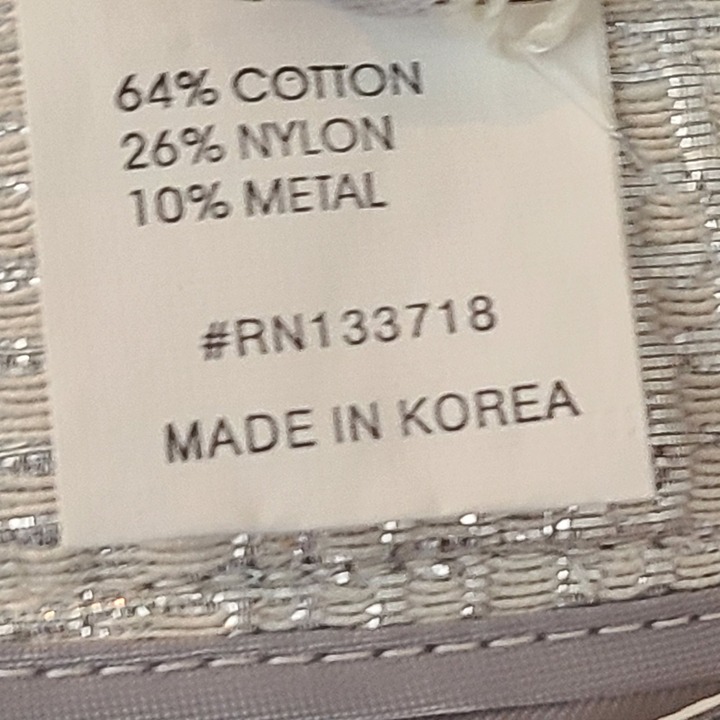 64% COTTON
26% NYLON
10% METAL
#RN133718
MADE IN KOREA